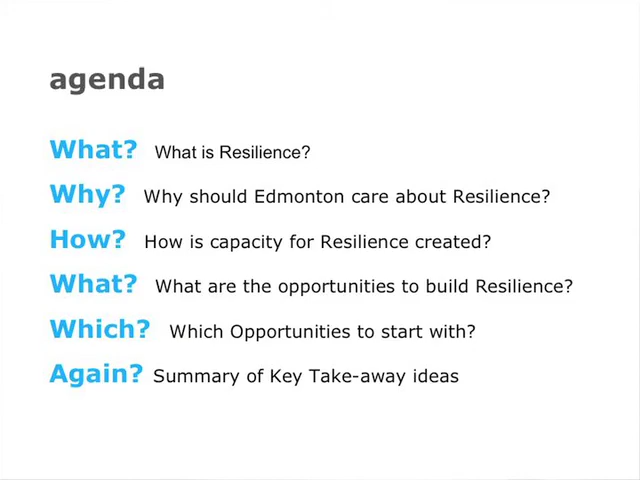 agenda
What? What is Resilience?
Why? Why should Edmonton care about Resilience?
How? How is capacity for Resilience created?
What? What are the opportunities to build Resilience?
Which? Which Opportunities to start with?
Again? Summary of Key Take-away ideas